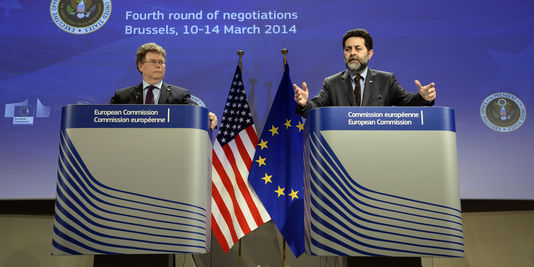 Fourth round of negotiations
Brussels, 10-14 March 2014
European Commission
Commission européenne
Commission européenne
European Commission